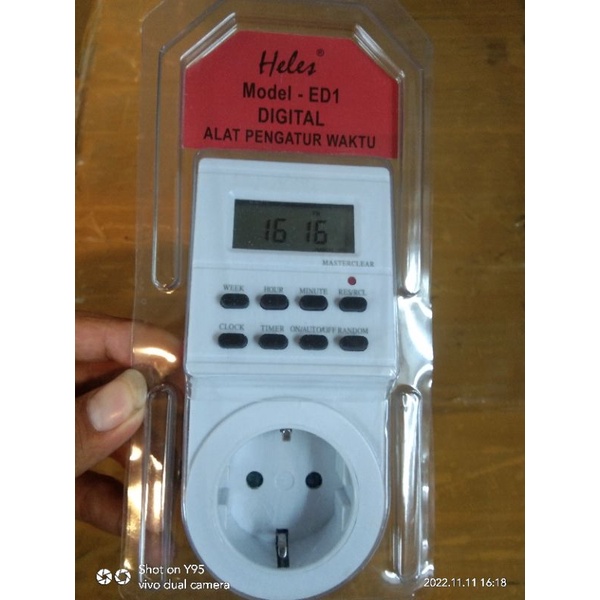 Heles®
Model - ED1
DIGITAL
ALAT PENGATUR WAKTU
16 16
MASTERCLEAR
WEEK HOUR MINUTE RES/RCL
CLOCK TIMER ON/AUTO/OFF RANDOM
Shot on Y95
vivo dual camera
2022.11.11 16:18